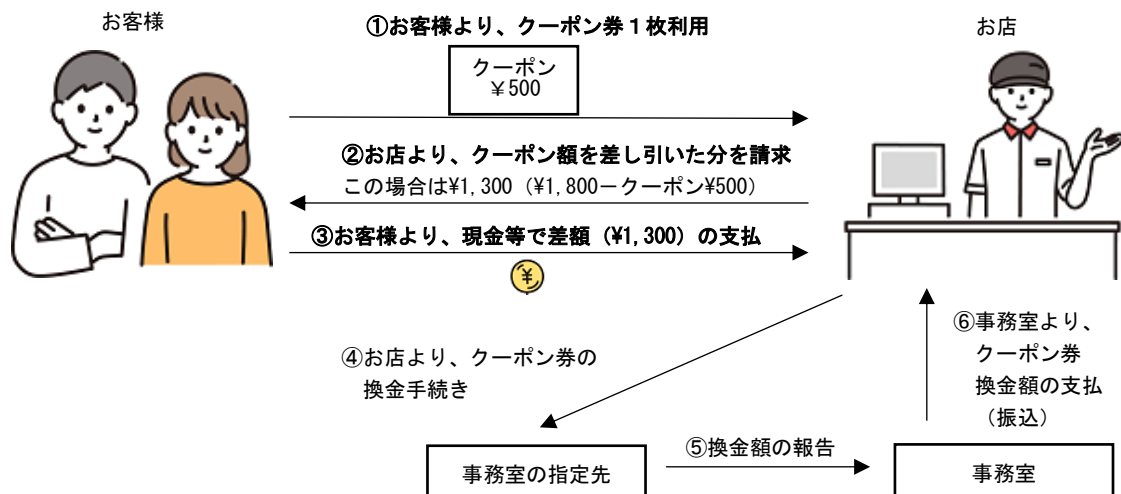 お客様
お店
①お客様より、クーポン券１枚利用
クーポン
￥500
②お店より、クーポン額を差し引いた分を請求
この場合は¥1,300（¥1,800－クーポン¥500）
③お客様より、現金等で差額（¥1,300）の支払
¥
④お店より、クーポン券の
換金手続き
⑥事務室より、
クーポン券
換金額の支払
（振込）
事務室の指定先
⑤換金額の報告
事務室